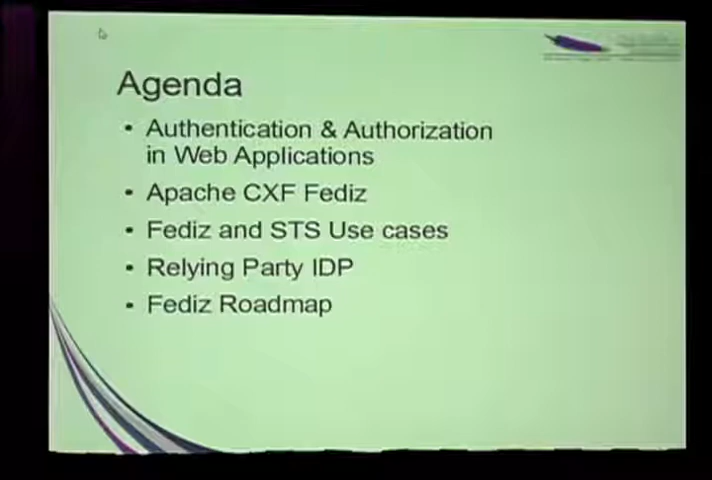 Agenda
• Authentication & Authorization
in Web Applications
• Apache CXF Fediz
• Fediz and STS Use cases
• Relying Party IDP
• Fediz Roadmap